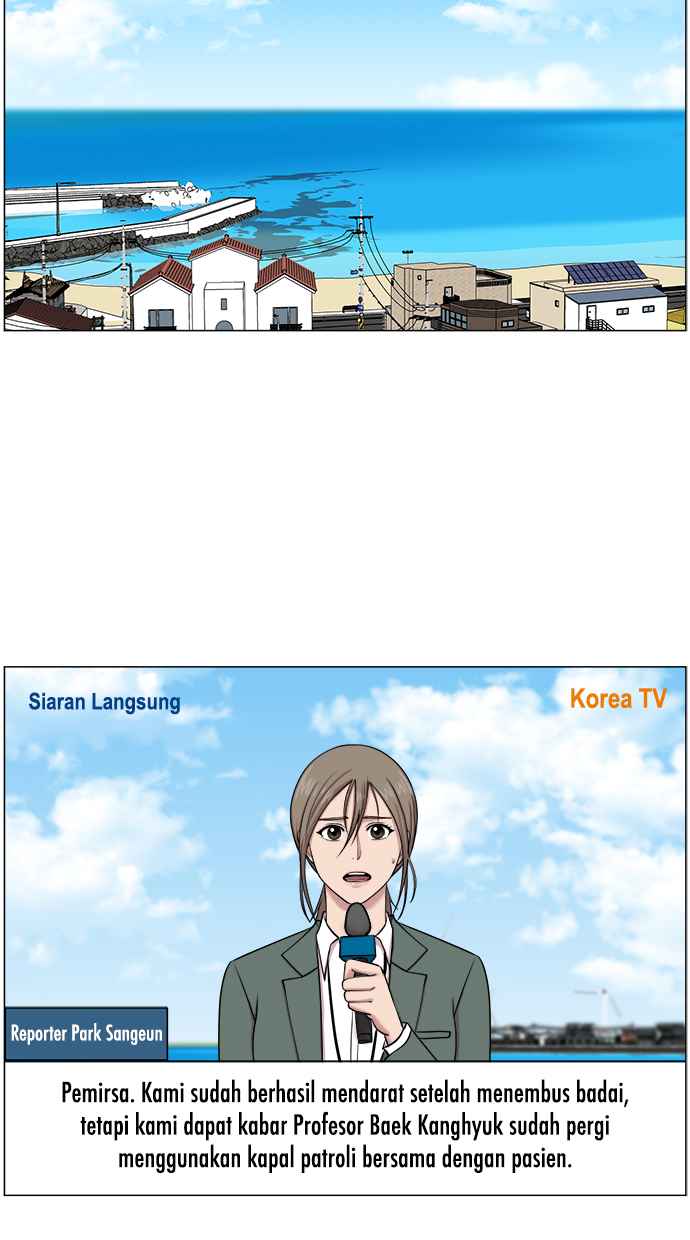 Siaran Langsung
Korea TV
Reporter Park Sangeun
Pemirsa. Kami sudah berhasil mendarat setelah menembus badai,
tetapi kami dapat kabar Profesor Baek Kanghyuk sudah pergi
menggunakan kapal patroli bersama dengan pasien.